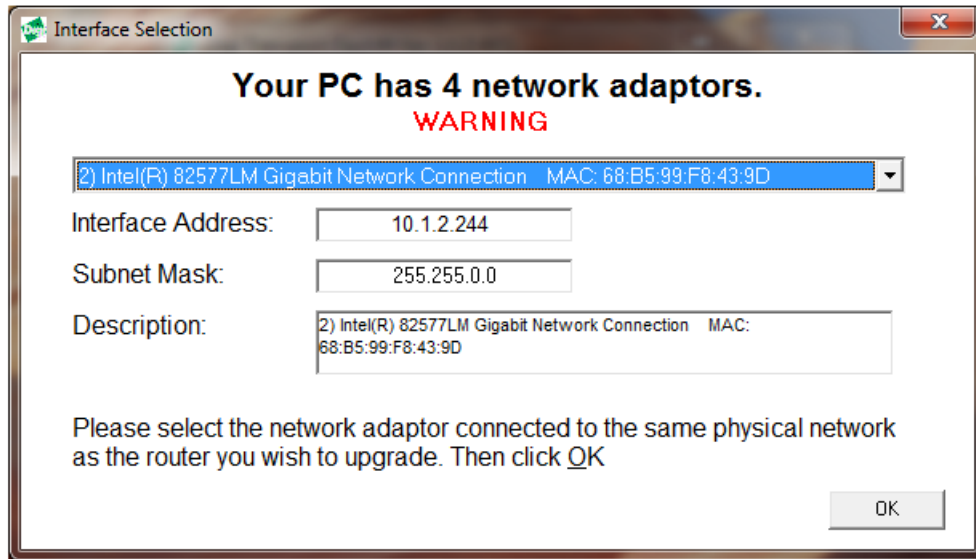 Interface Selection
Your PC has 4 network adaptors.
WARNING
2) Intel(R) 82577LM Gigabit Network Connection MAC: 68:B5:99:F8:43:9D
Interface Address: 10.1.2.244
Subnet Mask: 255.255.0.0
Description: 2) Intel(R) 82577LM Gigabit Network Connection MAC:
68:B5:99:F8:43:9D
Please select the network adaptor connected to the same physical network
as the router you wish to upgrade. Then click OK
OK